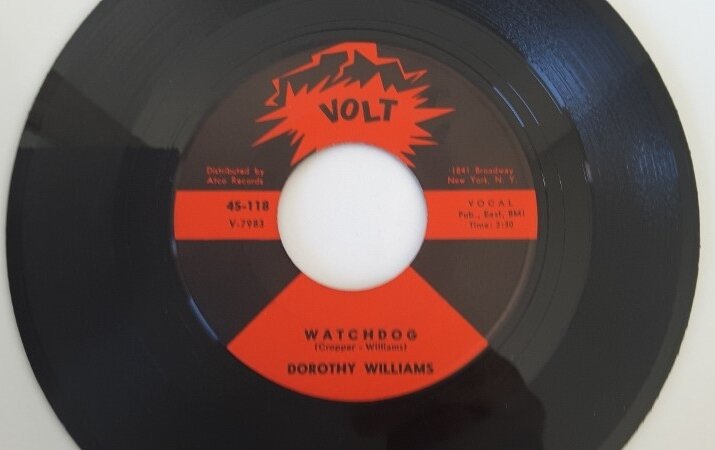 VOLT
Distributed by
Atco Records
1841 Broadway
New York, N. Y.
45-118
V-7983
VOCAL
Pub., East, BMI
Time: 2:30
WATCHDOG
(Cropper - Williams)
DOROTHY WILLIAMS